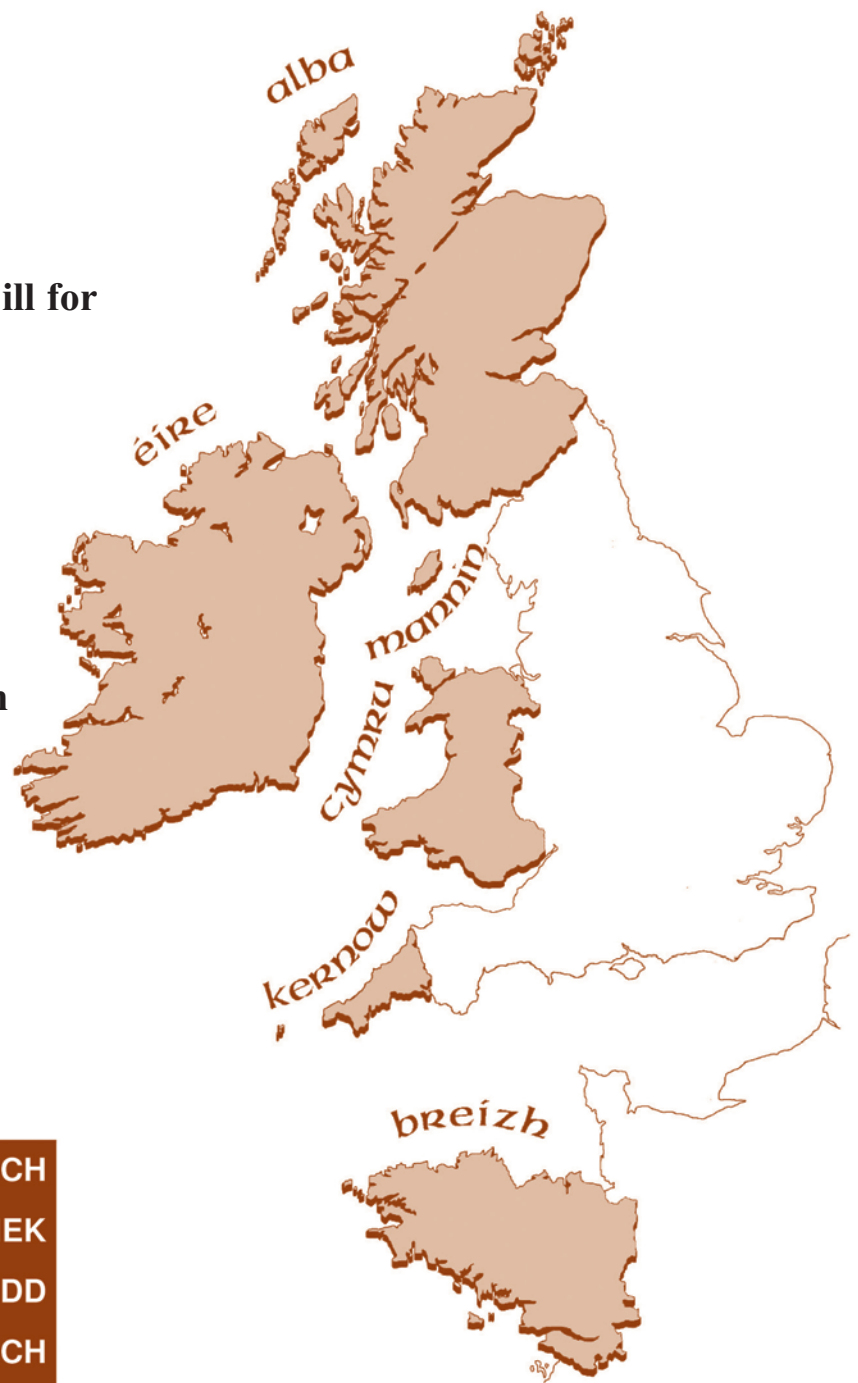 alba
ill for
éire
mannin
n
cymru
kernow
breizh
CH
EK
DD
CH